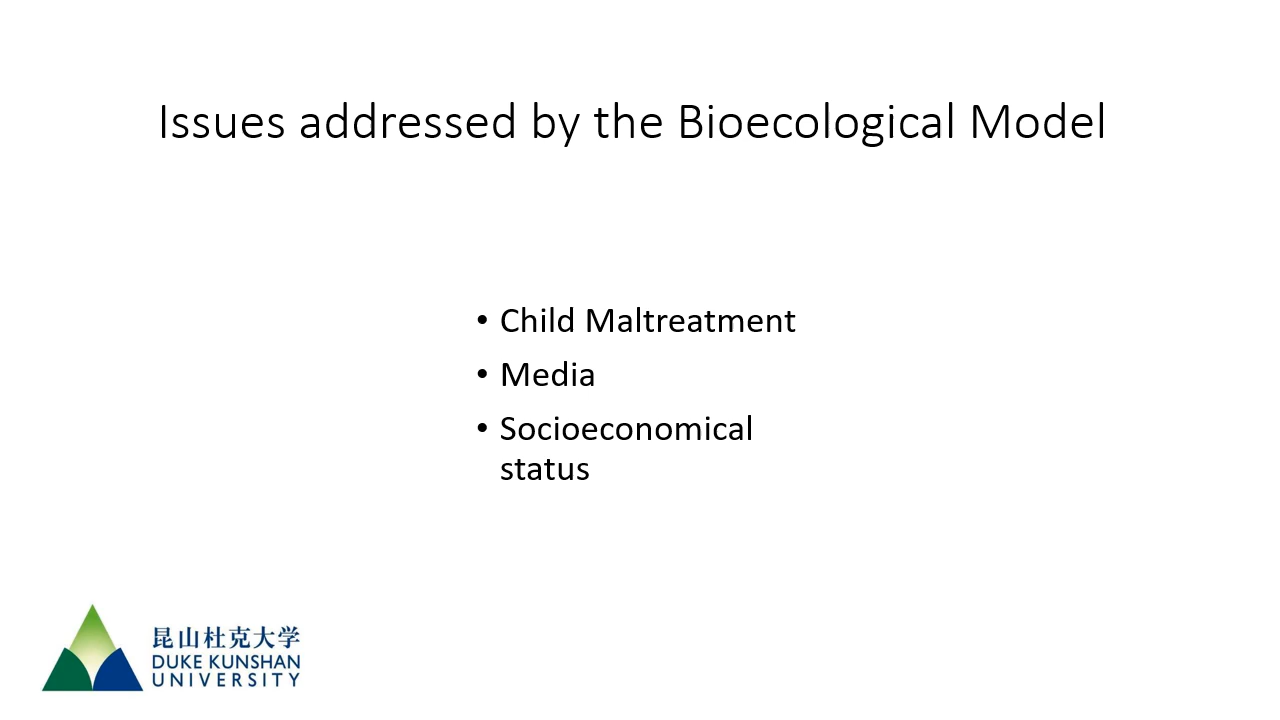 Issues addressed by the Bioecological Model
• Child Maltreatment
• Media
• Socioeconomical
status
昆山杜克大学
DUKE KUNSHAN
UNIVERSITY